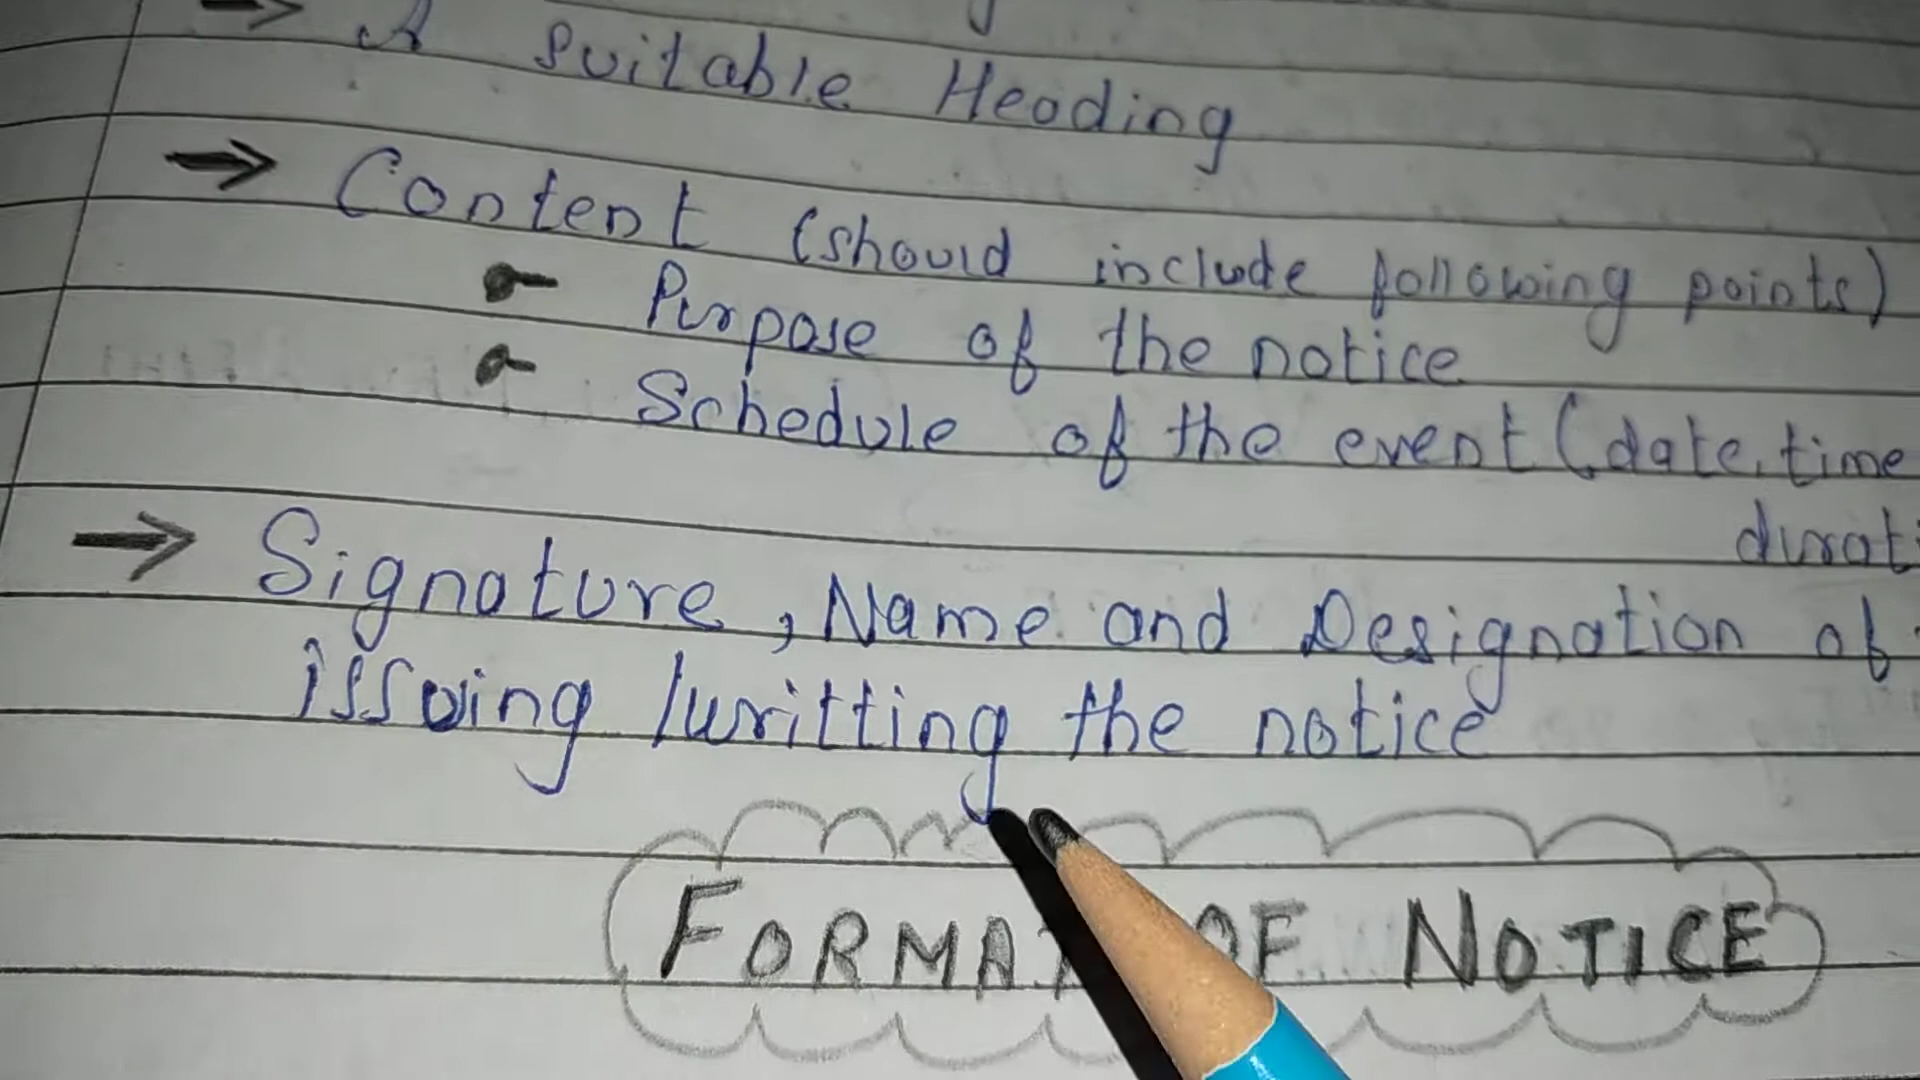 → A Suitable Heading
→ Content (should include following points)
Purpose of the notice
Schedule of the event (date, time
→ Signature, Name and Designation of
issuing /writting the notice
FORMAT OF NOTICE